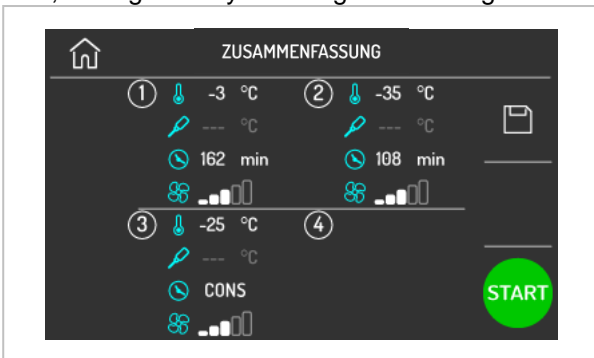 ZUSAMMENFASSUNG
1 -3 °C 2 -35 °C
--- °C --- °C
162 min 108 min
3 -25 °C 4
--- °C
CONS
START